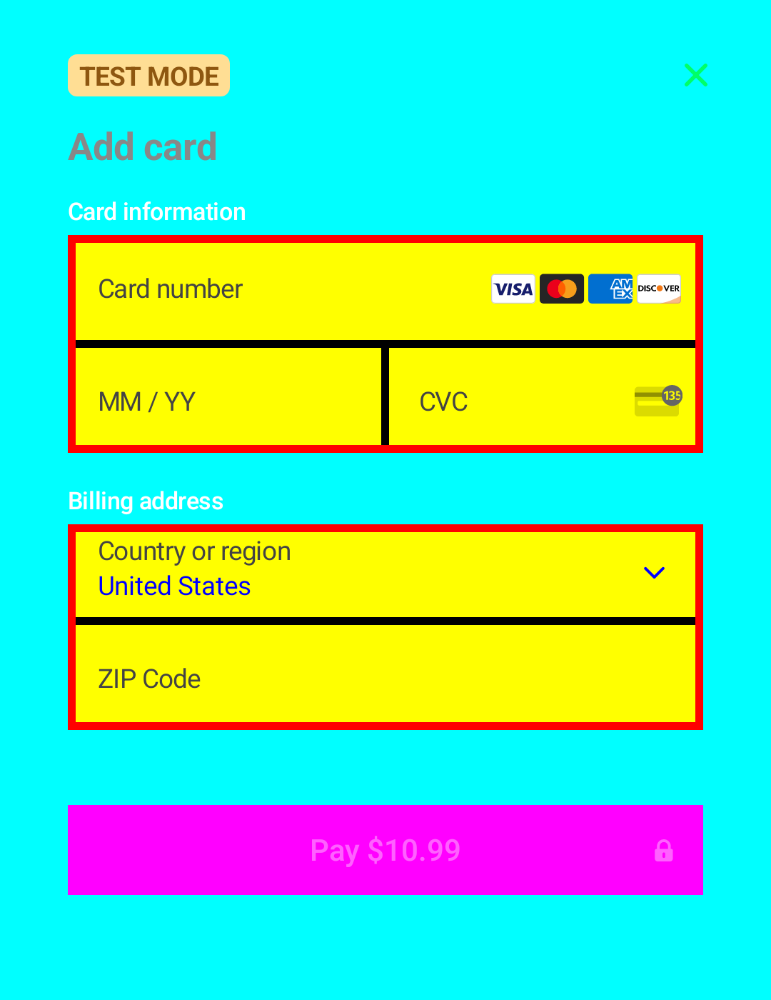 TEST MODE
Add card
Card information
Card number
VISA
AM
EX
DISCOVER
MM / YY
CVC
135
Billing address
Country or region
United States
ZIP Code
Pay $10.99